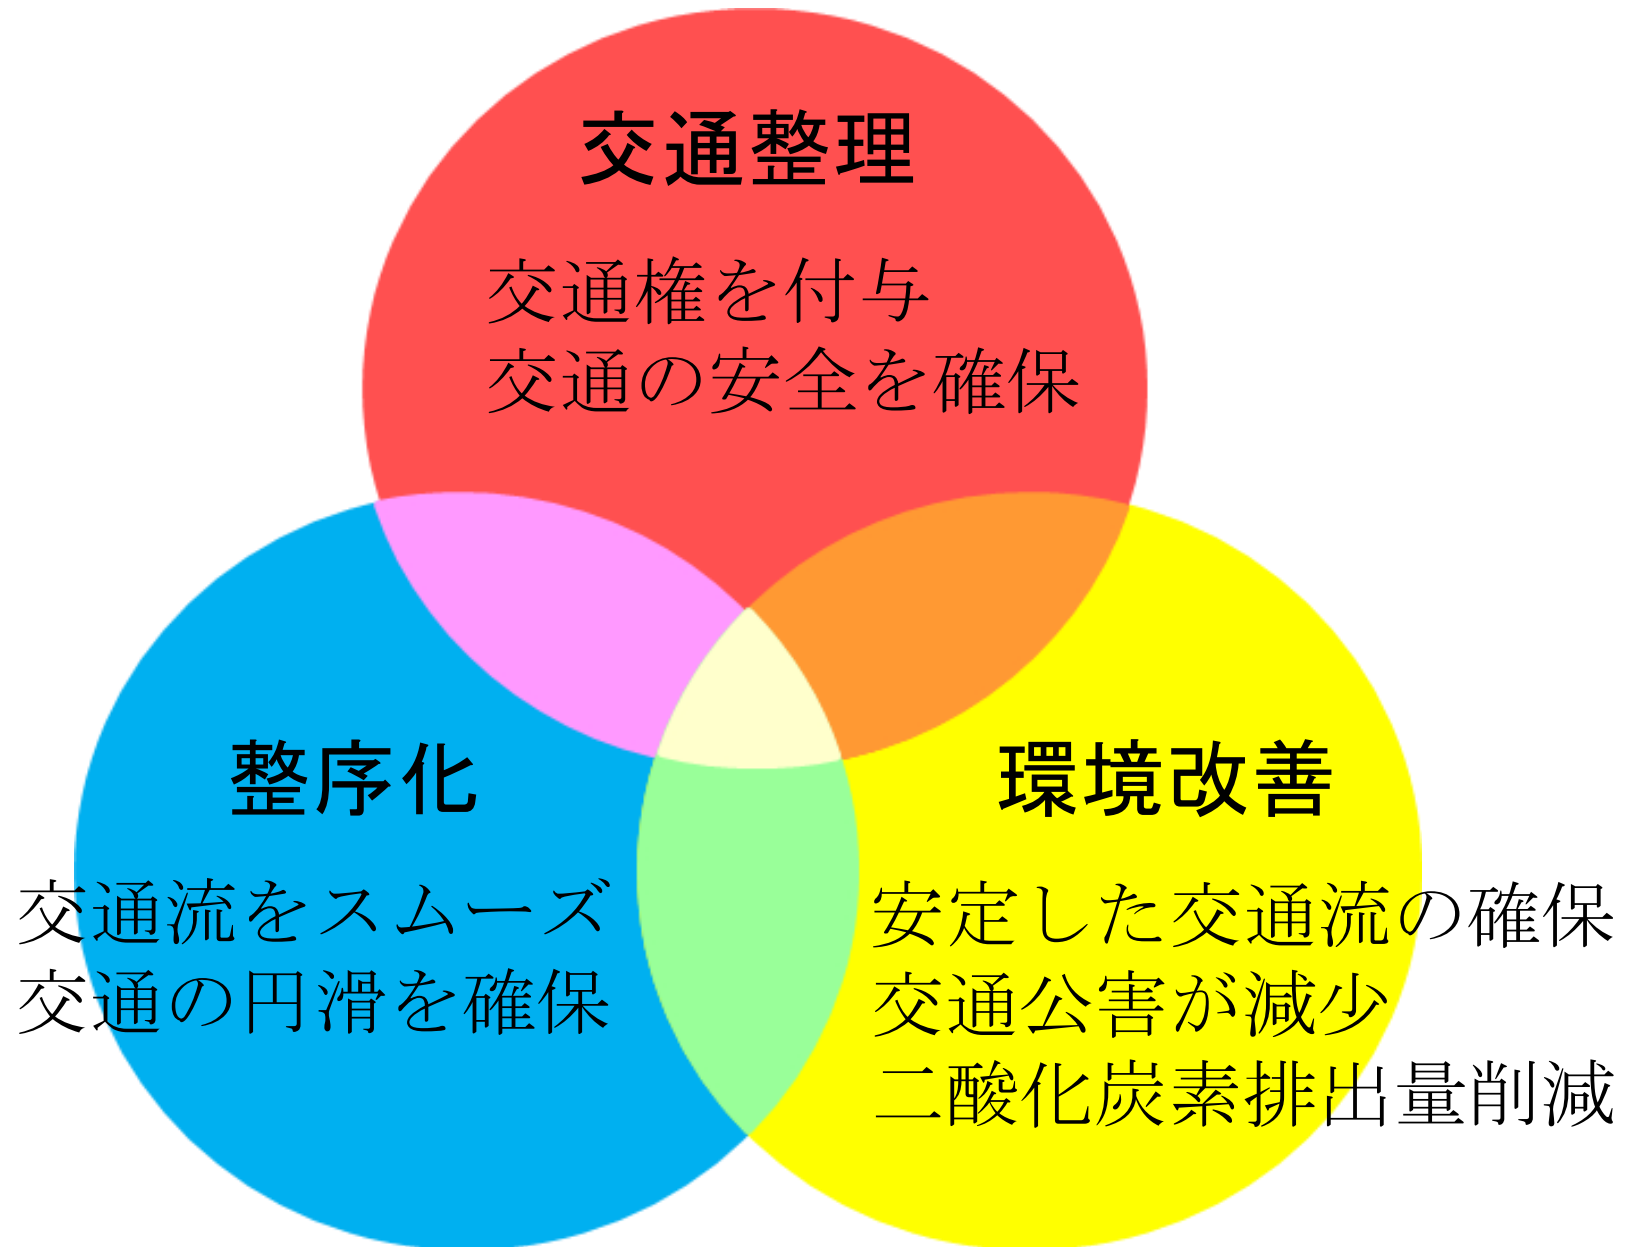 交通整理
交通権を付与
交通の安全を確保
整序化
交通流をスムーズ
交通の円滑を確保
環境改善
安定した交通流の確保
交通公害が減少
二酸化炭素排出量削減